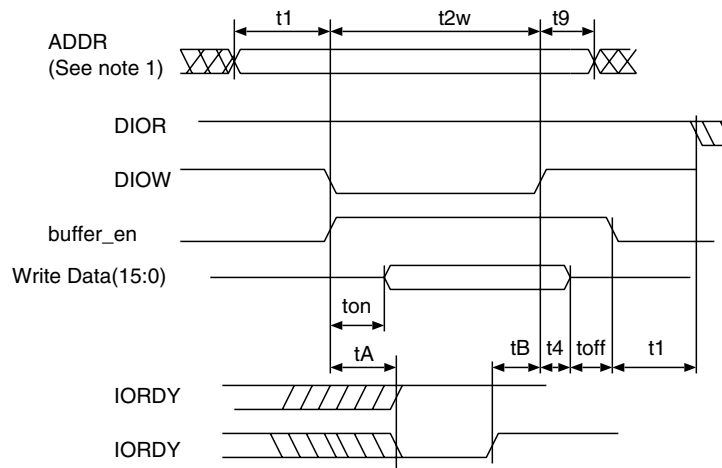 t1 t2w t9
ADDR
(See note 1)
DIOR
DIOW
buffer_en
Write Data(15:0)
ton
tA tB t4 toff t1
IORDY
IORDY